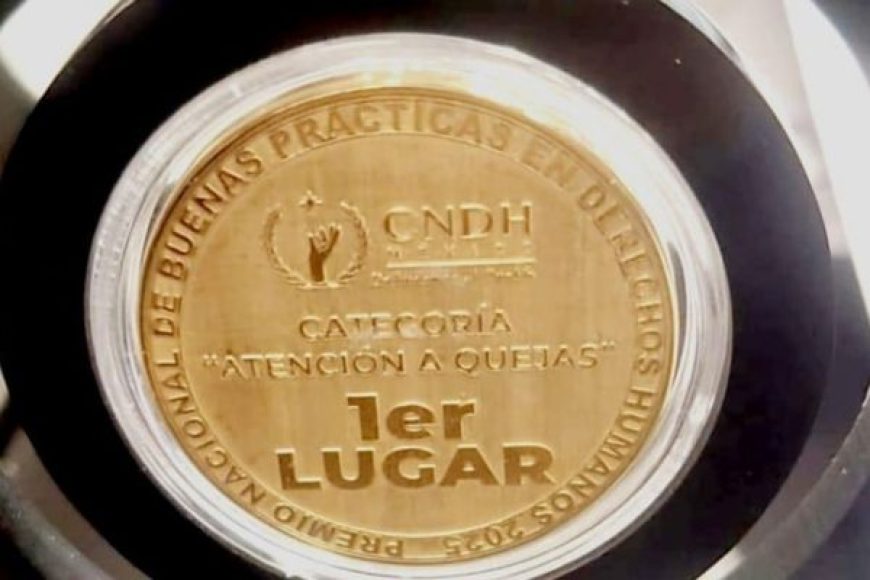 PREMIO NACIONAL DE BUENAS PRÁCTICAS EN DERECHOS HUMANOS 2025
CNDH
MÉXICO
CATEGORÍA
"ATENCIÓN A QUEJAS"
1er
LUGAR